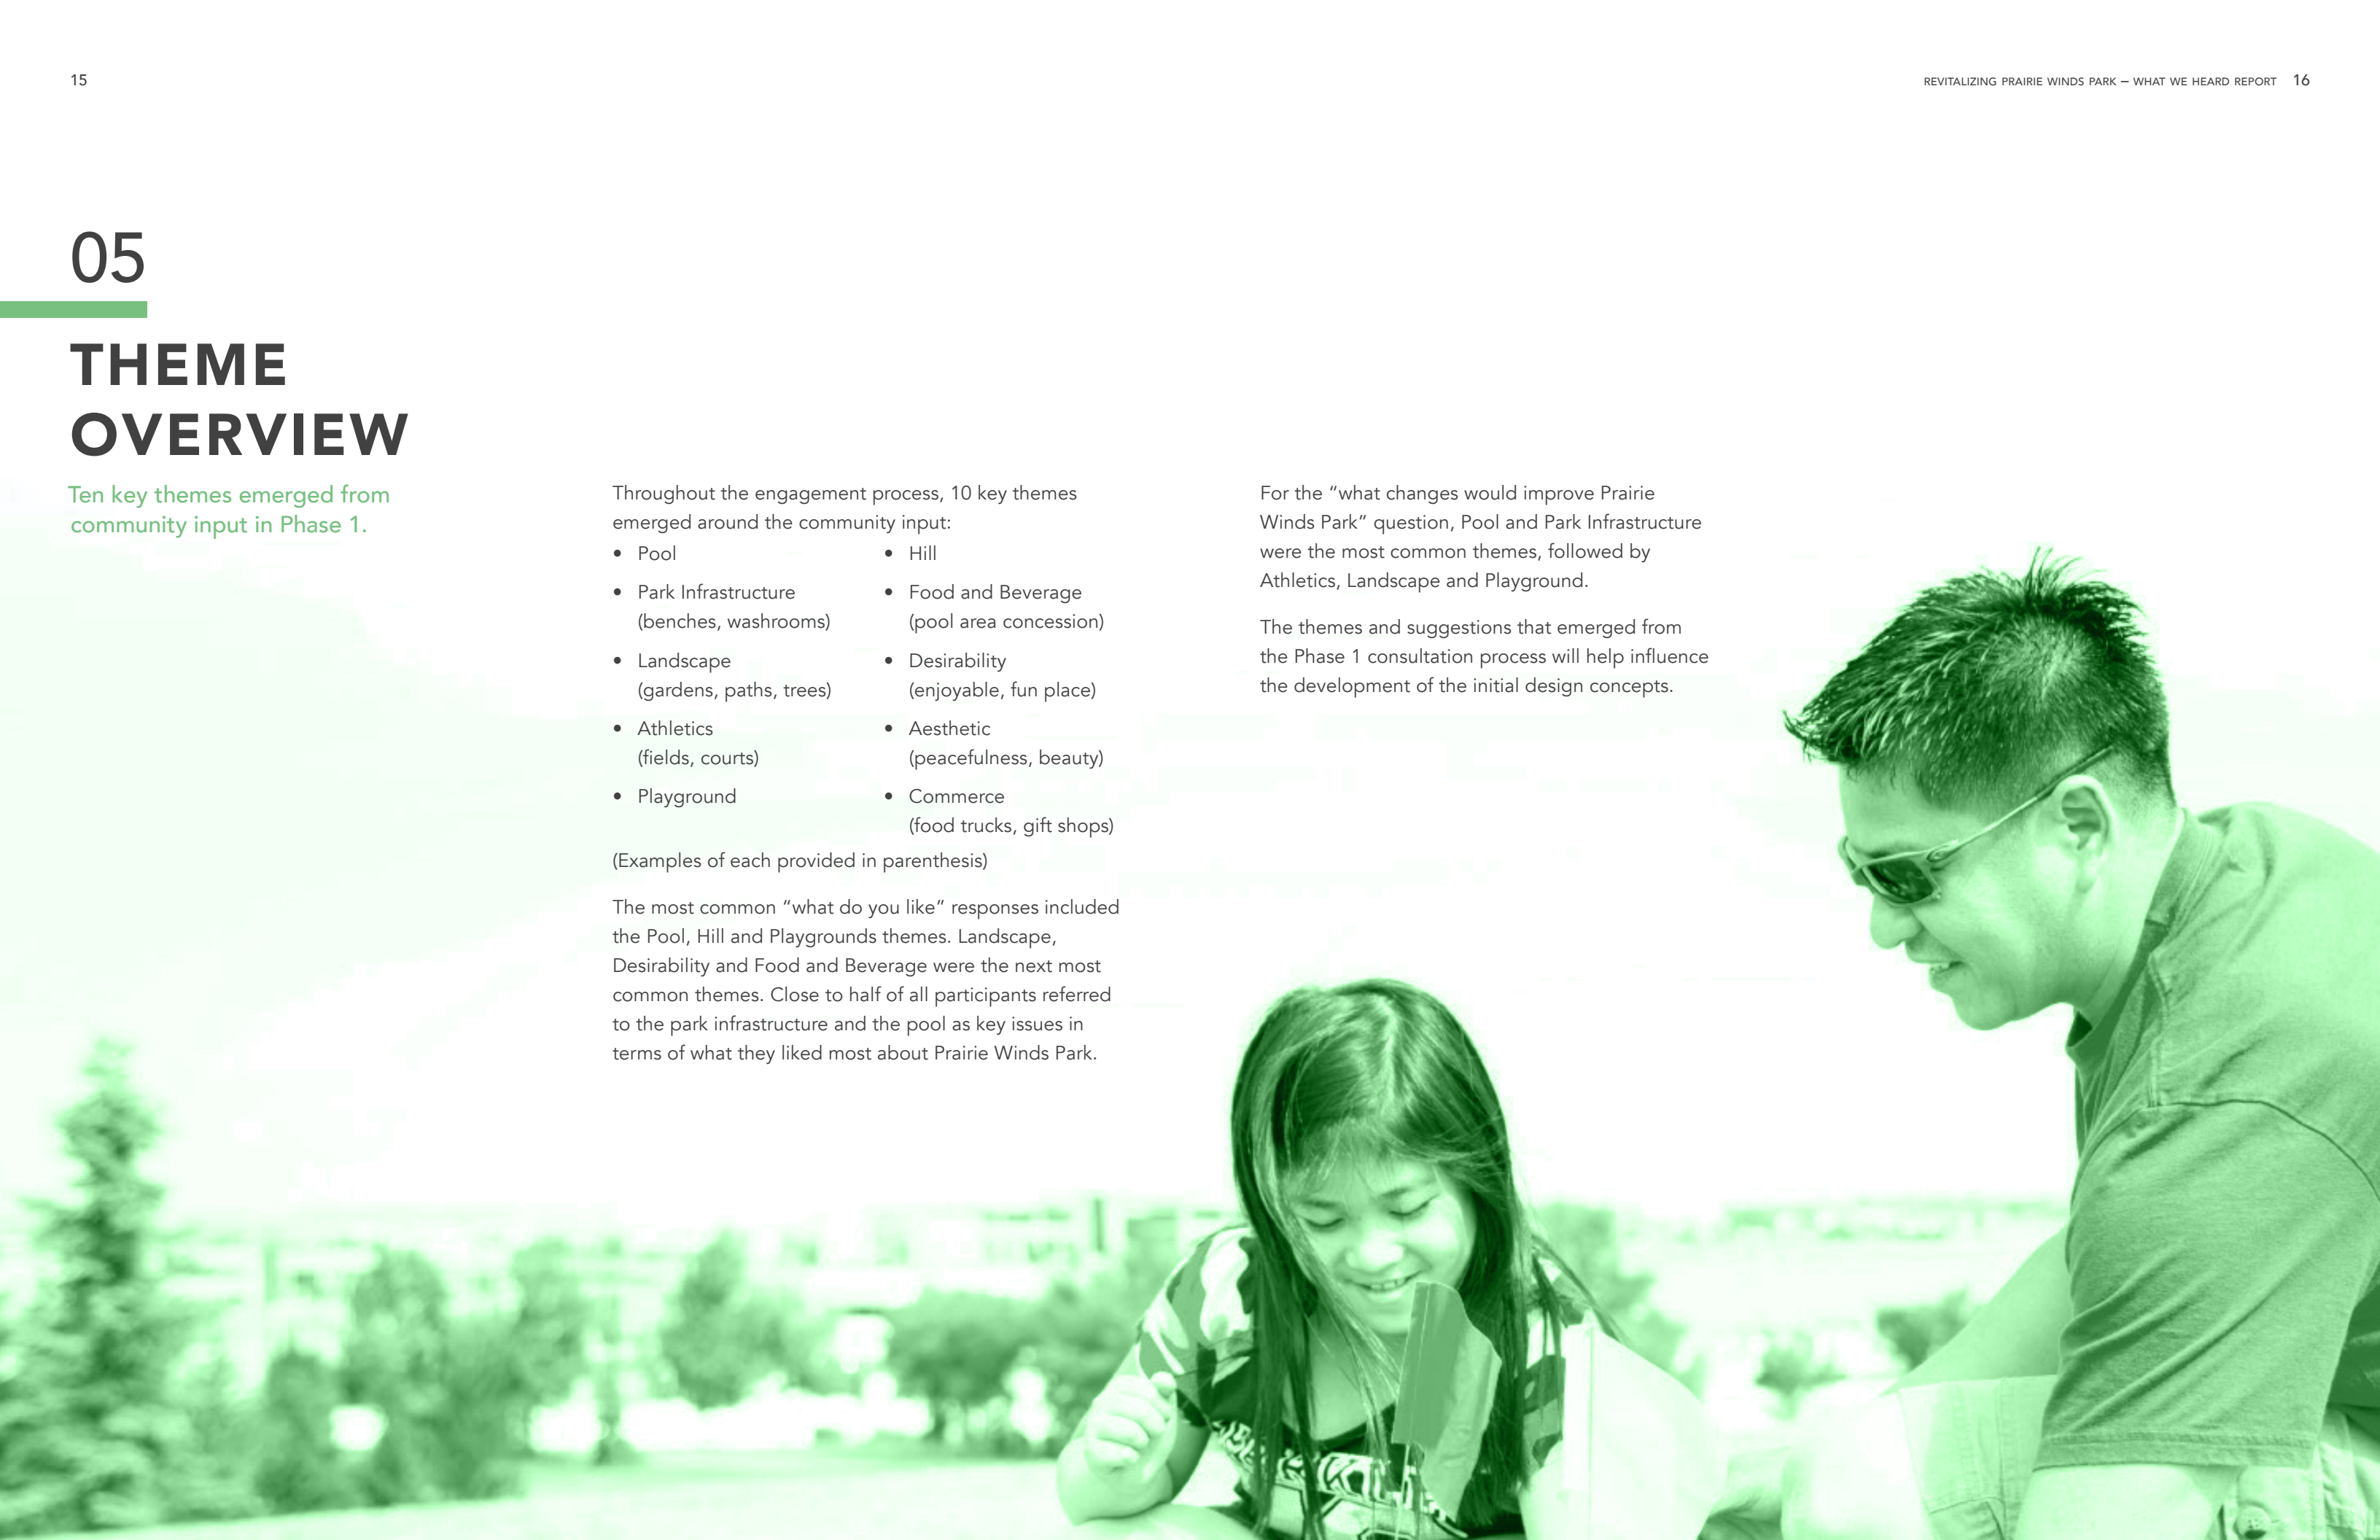 15
REVITALIZING PRAIRIE WINDS PARK – WHAT WE HEARD REPORT 16
05
THEME
OVERVIEW
Ten key themes emerged from
community input in Phase 1.
Throughout the engagement process, 10 key themes
emerged around the community input:
• Pool
• Park Infrastructure
(benches, washrooms)
• Landscape
(gardens, paths, trees)
• Athletics
(fields, courts)
• Playground
• Hill
• Food and Beverage
(pool area concession)
• Desirability
(enjoyable, fun place)
• Aesthetic
(peacefulness, beauty)
• Commerce
(food trucks, gift shops)
(Examples of each provided in parenthesis)
The most common “what do you like” responses included
the Pool, Hill and Playgrounds themes. Landscape,
Desirability and Food and Beverage were the next most
common themes. Close to half of all participants referred
to the park infrastructure and the pool as key issues in
terms of what they liked most about Prairie Winds Park.
For the “what changes would improve Prairie
Winds Park” question, Pool and Park Infrastructure
were the most common themes, followed by
Athletics, Landscape and Playground.
The themes and suggestions that emerged from
the Phase 1 consultation process will help influence
the development of the initial design concepts.